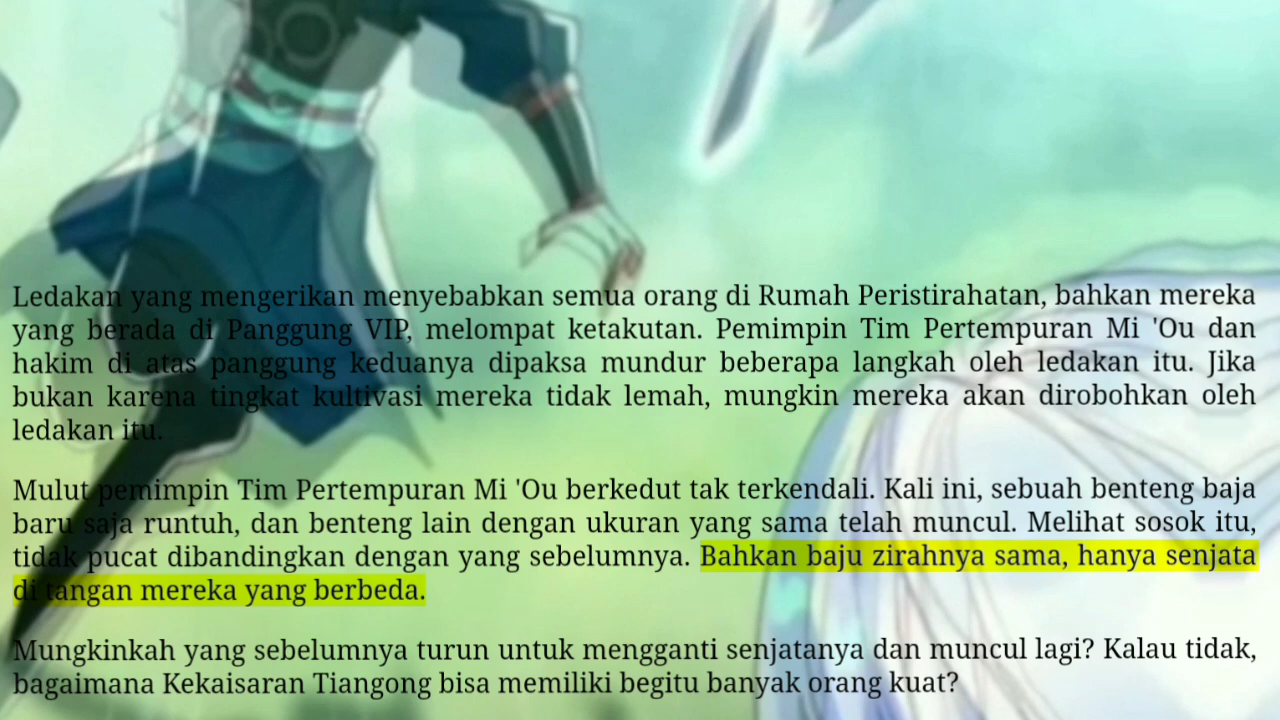 Ledakan yang mengerikan menyebabkan semua orang di Rumah Peristirahatan, bahkan mereka
yang berada di Panggung VIP, melompat ketakutan. Pemimpin Tim Pertempuran Mi 'Ou dan
hakim di atas panggung keduanya dipaksa mundur beberapa langkah oleh ledakan itu. Jika
bukan karena tingkat kultivasi mereka tidak lemah, mungkin mereka akan dirobohkan oleh
ledakan itu.
Mulut pemimpin Tim Pertempuran Mi 'Ou berkedut tak terkendali. Kali ini, sebuah benteng baja
baru saja runtuh, dan benteng lain dengan ukuran yang sama telah muncul. Melihat sosok itu,
tidak pucat dibandingkan dengan yang sebelumnya. Bahkan baju zirahnya sama, hanya senjata
di tangan mereka yang berbeda.
Mungkinkah yang sebelumnya turun untuk mengganti senjatanya dan muncul lagi? Kalau tidak,
bagaimana Kekaisaran Tiangong bisa memiliki begitu banyak orang kuat?